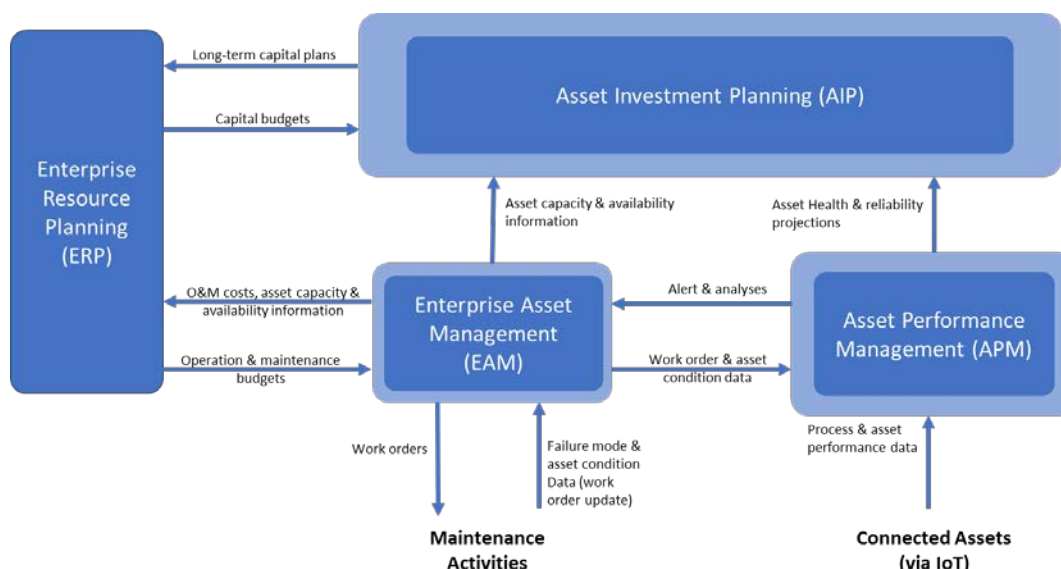 Long-term capital plans
Asset Investment Planning (AIP)
Capital budgets
Enterprise
Resource
Planning
(ERP)
Asset capacity & availability
information
Asset Health & reliability
projections
O&M costs, asset capacity &
availability information
Enterprise Asset
Management
(EAM)
Alert & analyses
Asset Performance
Management (APM)
Operation & maintenance
budgets
Work order & asset
condition data
Work orders
Failure mode &
asset condition
Data (work
order update)
Process & asset
performance data
Maintenance
Activities
Connected Assets
(via IoT)